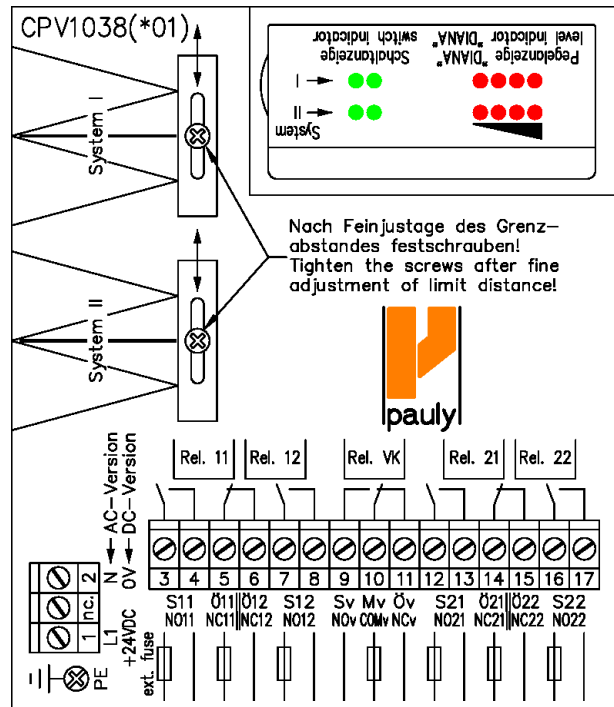 CPV1038(*01)
System I
System II
Schaltanzeige
switch indicator
Pegelanzeige "DIANA"
level indicator "DIANA"
I
II
System
Nach Feinjustage des Grenz-
abstandes festschrauben!
Tighten the screws after fine
adjustment of limit distance!
pauly
Rel. 11 Rel. 12 Rel. VK Rel. 21 Rel. 22
AC-Version
DC-Version
N
0V
L1
+24VDC
1 nc. 2
PE
ext. fuse
3 4 5 6 7 8 9 10 11 12 13 14 15 16 17
S11 Ö11 Ö12 S12 Sv Mv Öv S21 Ö21 Ö22 S22
NO11 NC11 NC12 NO12 NOv COMv NCv NO21 NC21 NC22 NO22